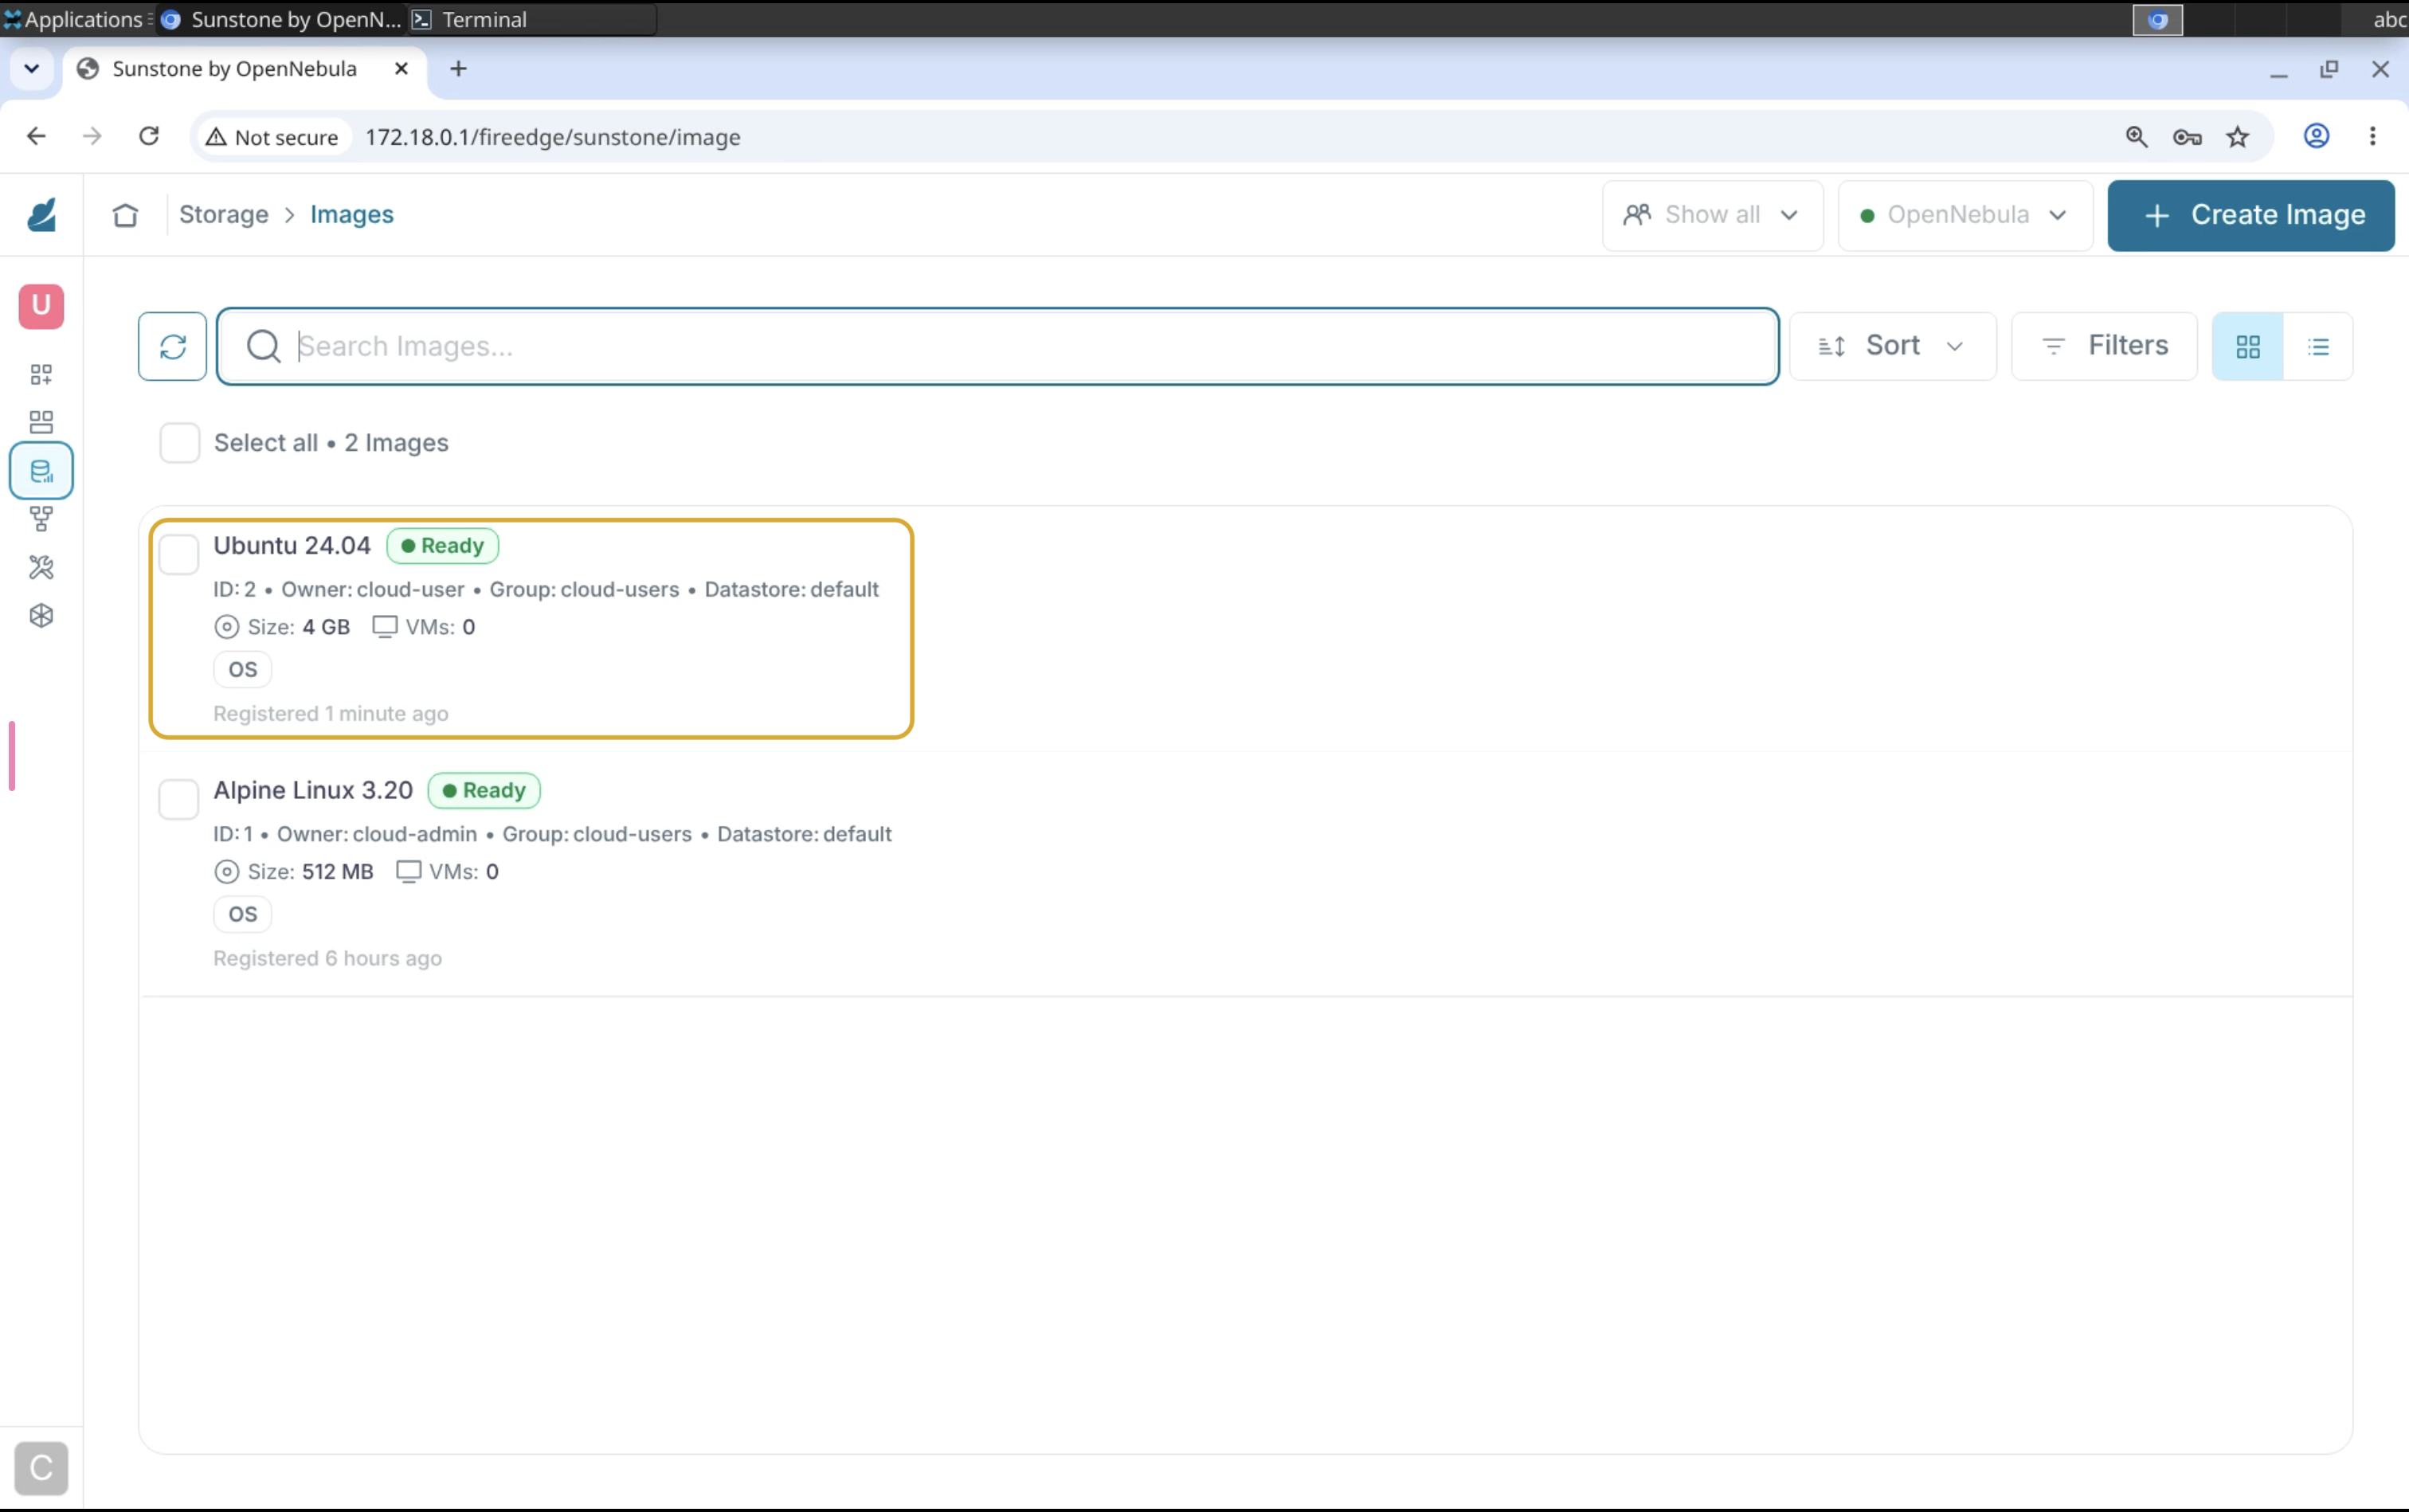 Applications
Sunstone by OpenN...
Terminal
abc
Sunstone by OpenNebula
Not secure
172.18.0.1/fireedge/sunstone/image
Storage > Images
Show all
OpenNebula
+ Create Image
U
Search Images...
Sort
Filters
Select all • 2 Images
Ubuntu 24.04
Ready
ID: 2 • Owner: cloud-user • Group: cloud-users • Datastore: default
Size: 4 GB VMs: 0
OS
Registered 1 minute ago
Alpine Linux 3.20
Ready
ID: 1 • Owner: cloud-admin • Group: cloud-users • Datastore: default
Size: 512 MB VMs: 0
OS
Registered 6 hours ago
C